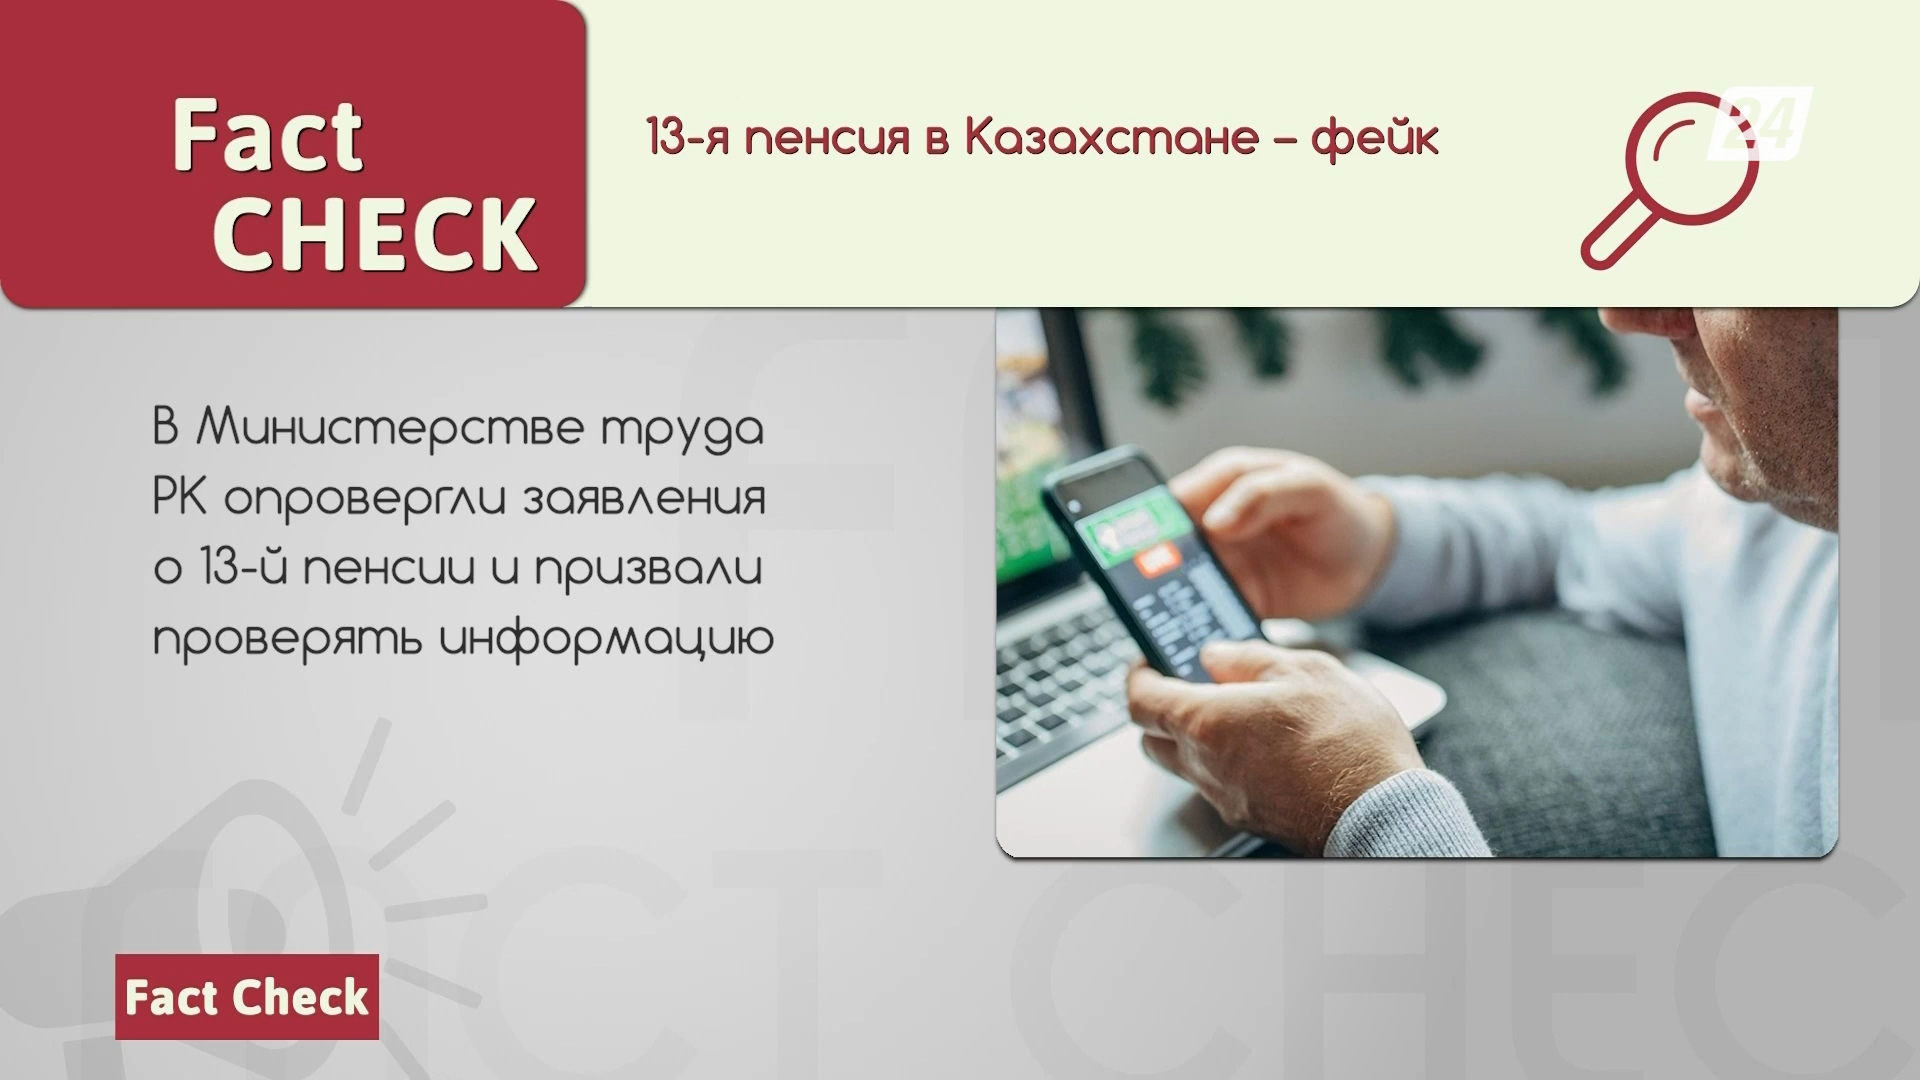 Fact
CHECK
13-я пенсия в Казахстане – фейк
24
В Министерстве труда
РК опровергли заявления
о 13-й пенсии и призвали
проверять информацию
Fact Check